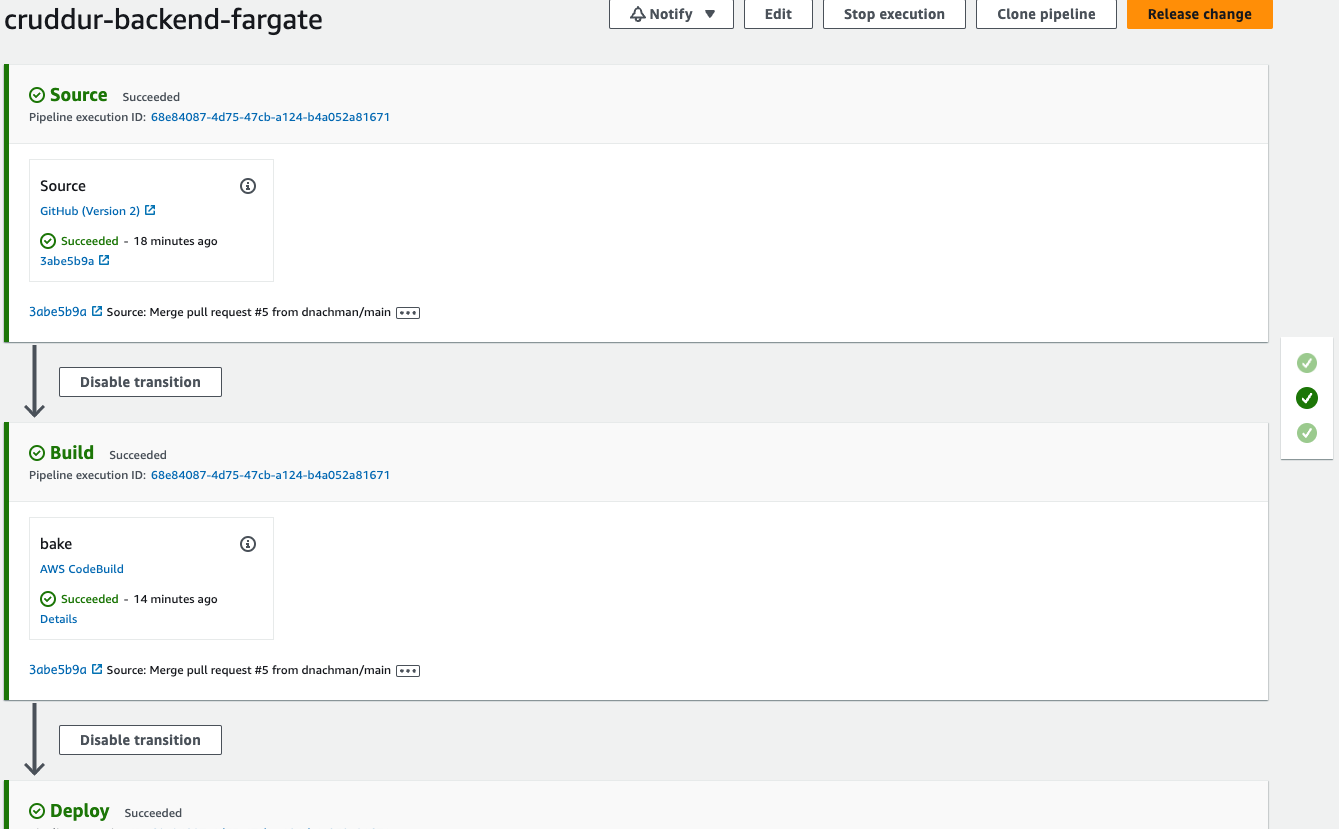 cruddur-backend-fargate
Notify ▼ Edit Stop execution Clone pipeline Release change
Source Succeeded
Pipeline execution ID: 68e84087-4d75-47cb-a124-b4a052a81671
Source
GitHub (Version 2)
Succeeded - 18 minutes ago
3abe5b9a
3abe5b9a Source: Merge pull request #5 from dnachman/main
Disable transition
Build Succeeded
Pipeline execution ID: 68e84087-4d75-47cb-a124-b4a052a81671
bake
AWS CodeBuild
Succeeded - 14 minutes ago
Details
3abe5b9a Source: Merge pull request #5 from dnachman/main
Disable transition
Deploy Succeeded